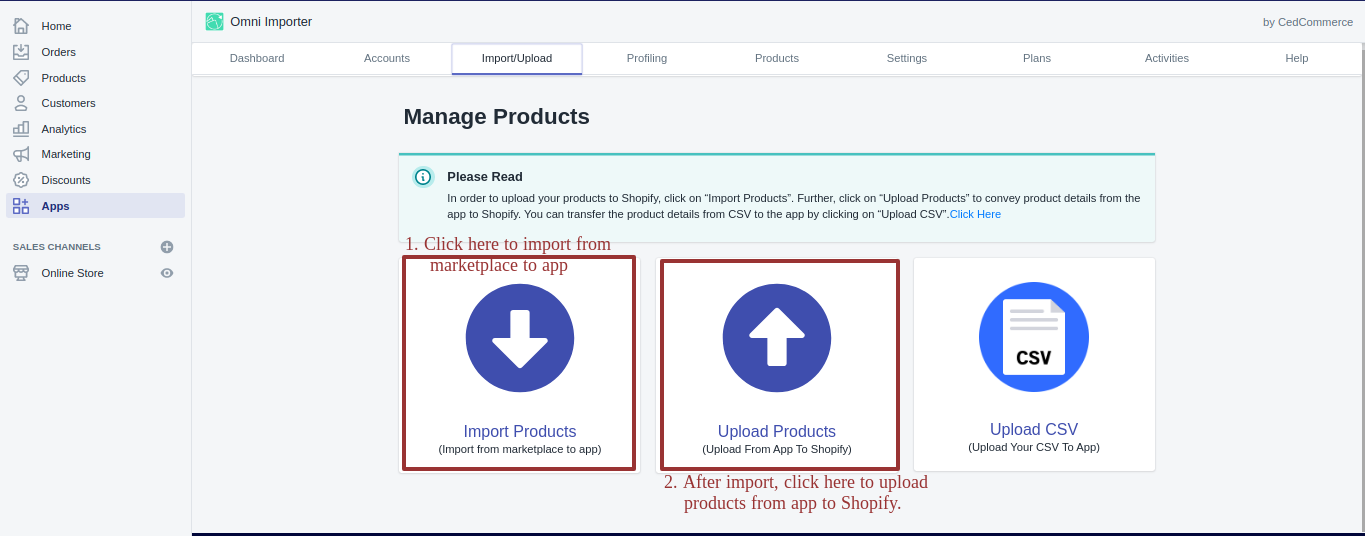 Home
Orders
Products
Customers
Analytics
Marketing
Discounts
Apps
SALES CHANNELS
Online Store
Omni Importer
by CedCommerce
Dashboard
Accounts
Import/Upload
Profiling
Products
Settings
Plans
Activities
Help
Manage Products
Please Read
In order to upload your products to Shopify, click on “Import Products”. Further, click on “Upload Products” to convey product details from the
app to Shopify. You can transfer the product details from CSV to the app by clicking on “Upload CSV”.Click Here
1. Click here to import from
marketplace to app
Import Products
(Import from marketplace to app)
Upload Products
(Upload From App To Shopify)
CSV
Upload CSV
(Upload Your CSV To App)
2. After import, click here to upload
products from app to Shopify.